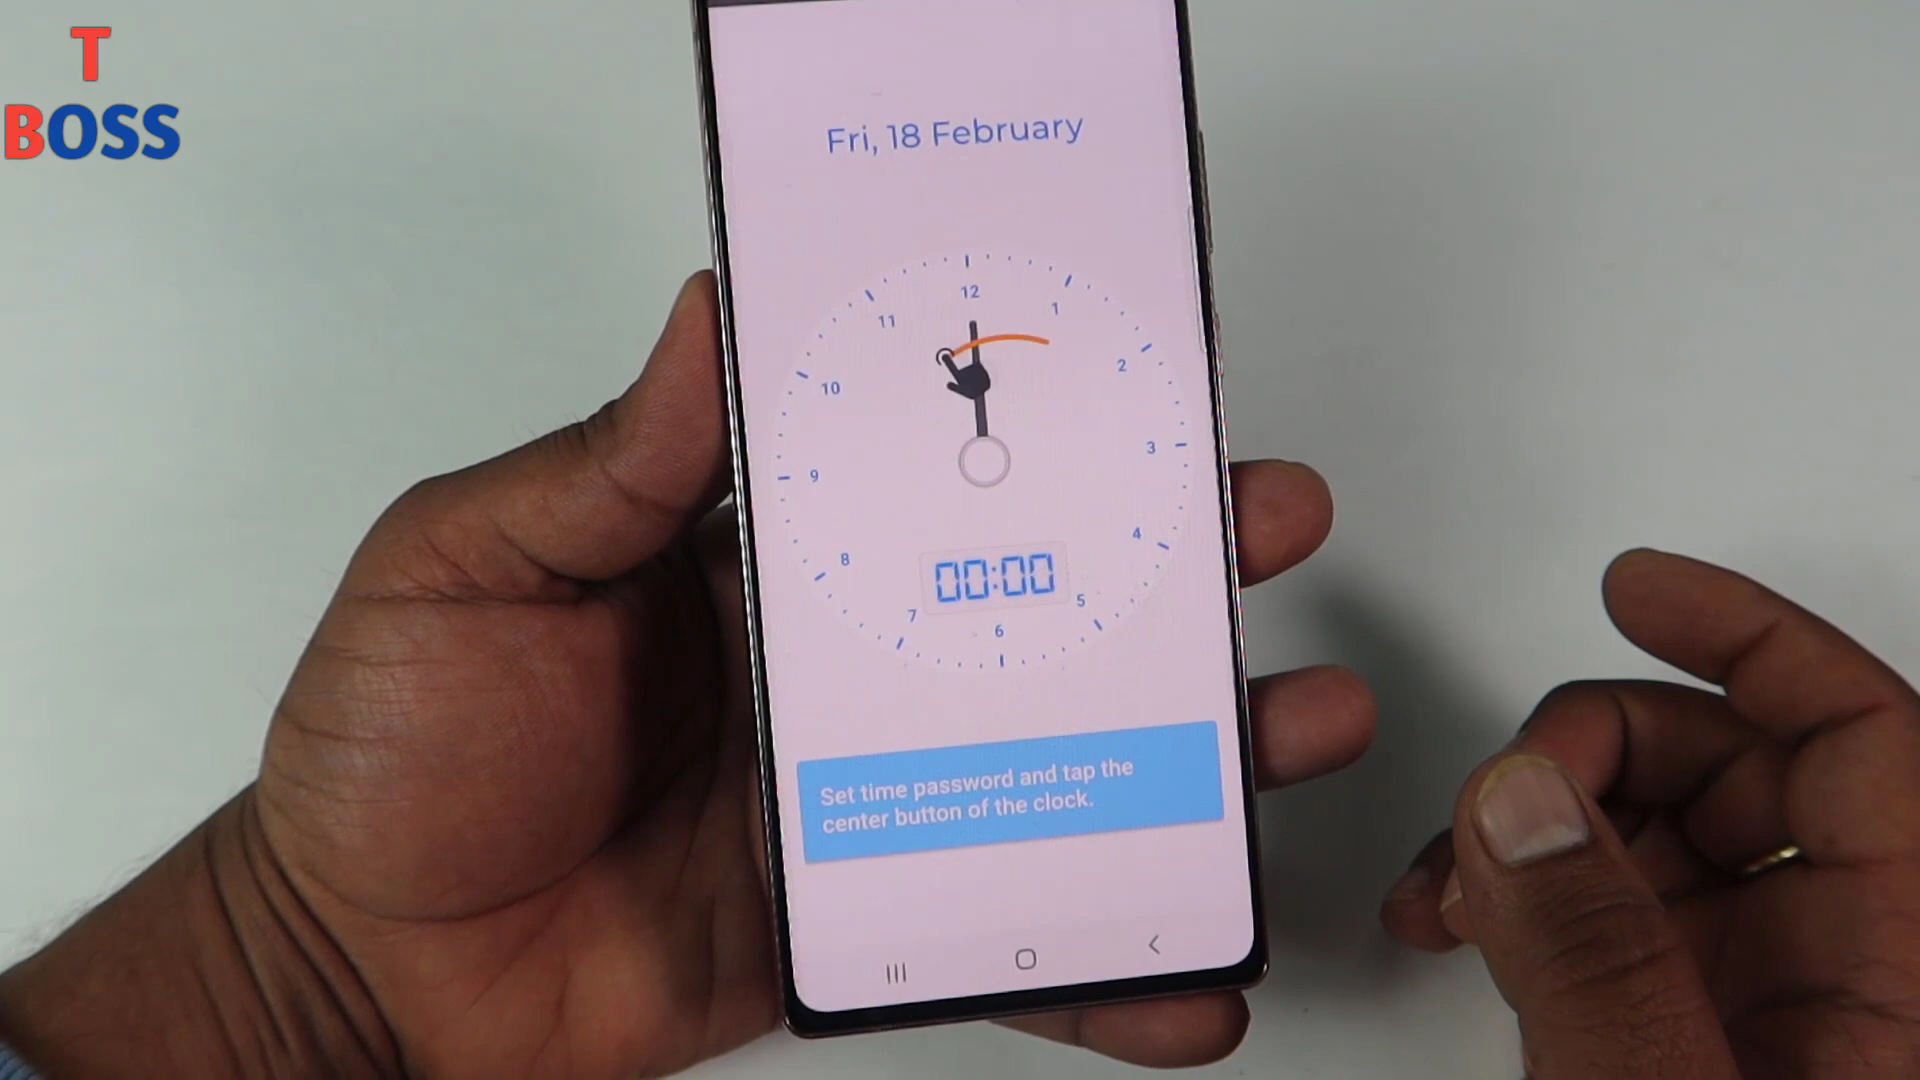 T
BOSS
Fri, 18 February
12
11
1
10
2
9
3
8
4
00:00
7
5
6
Set time password and tap the
center button of the clock.